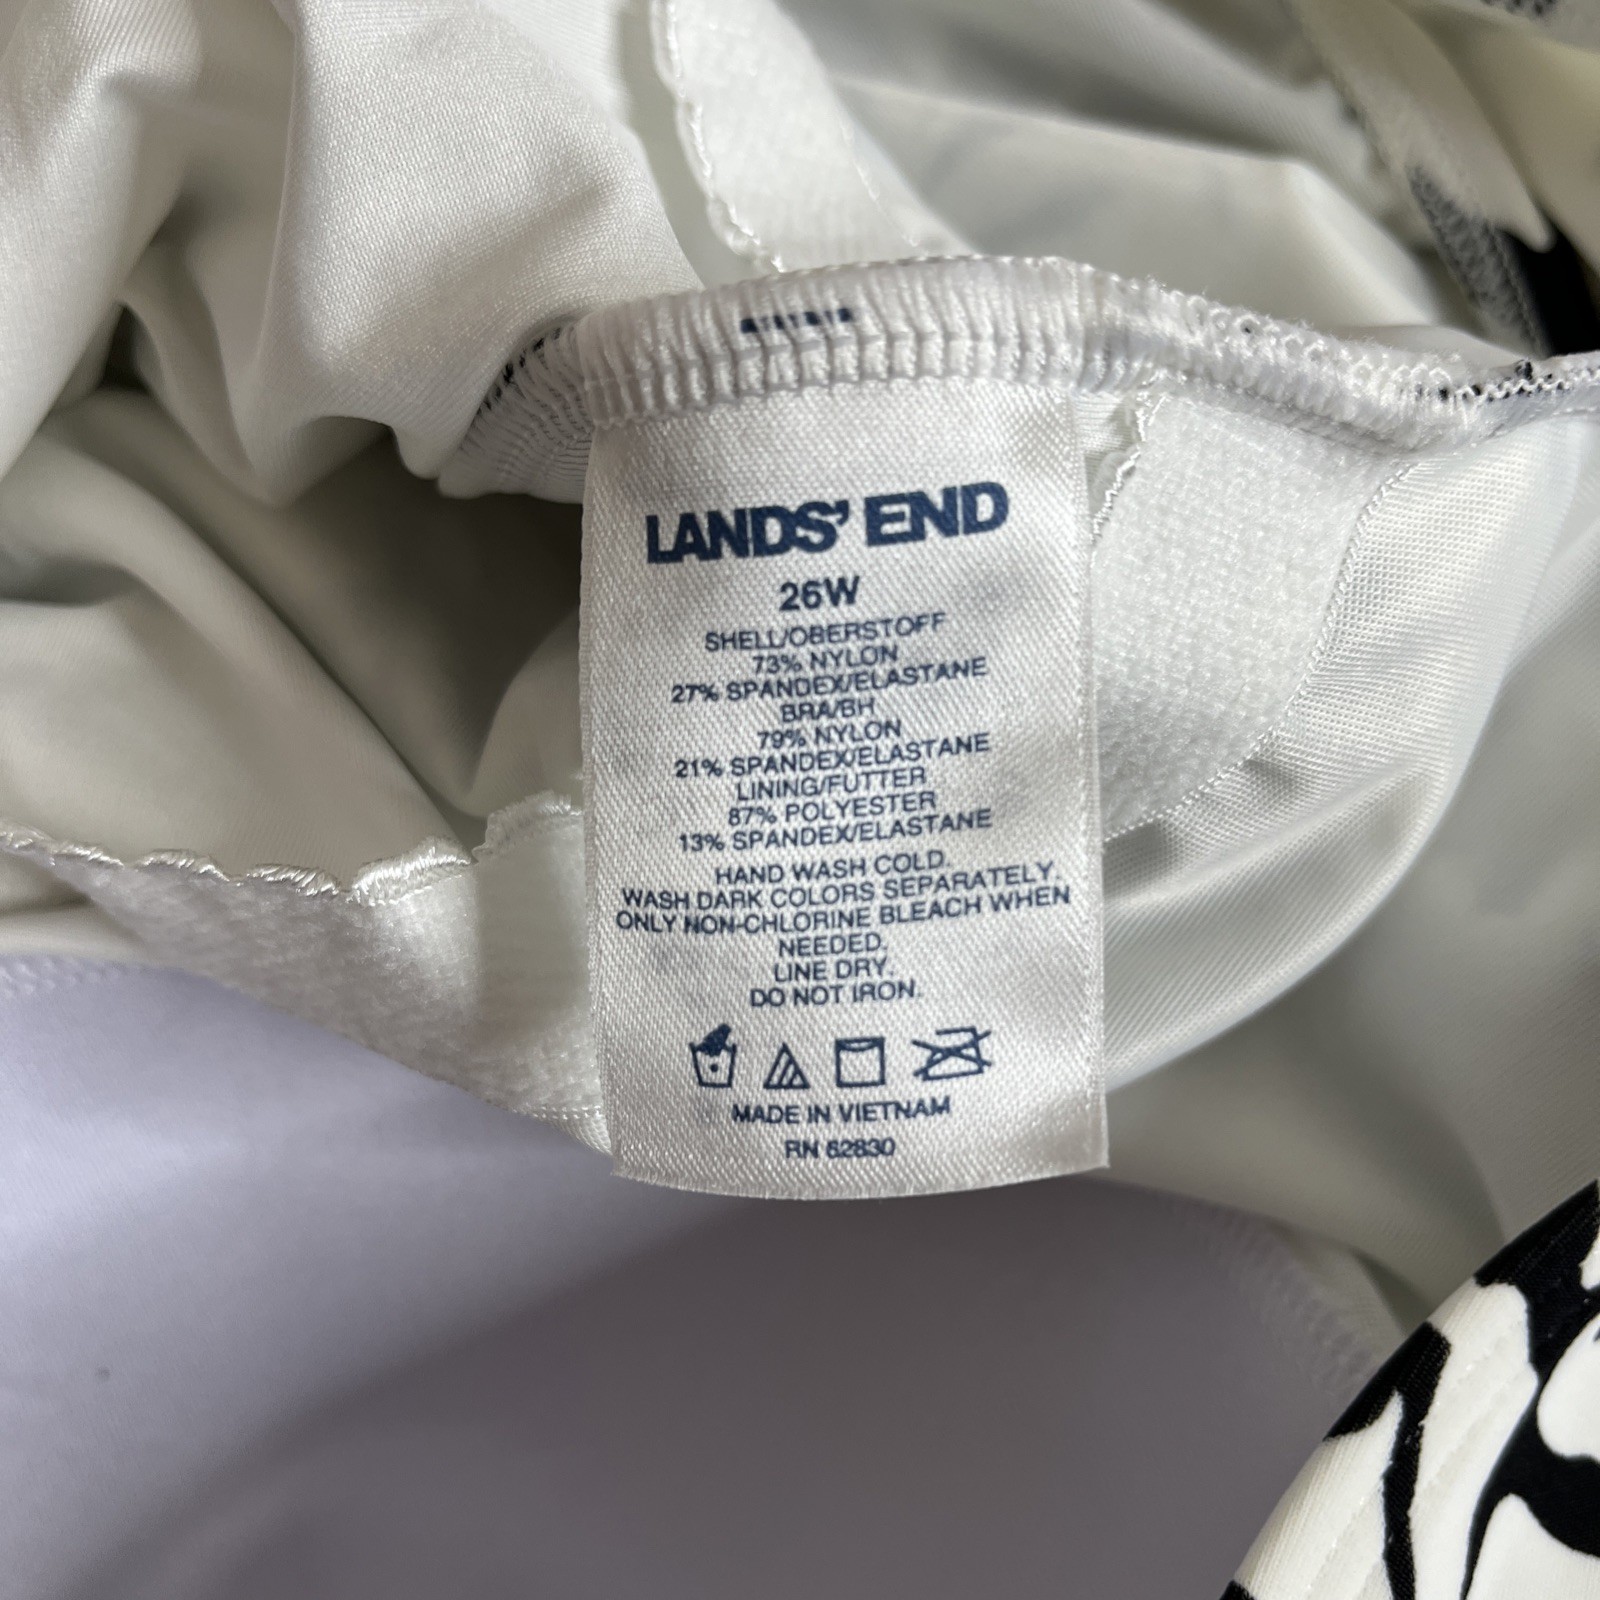 LANDS' END
26W
SHELL/OBERSTOFF
73% NYLON
27% SPANDEX/ELASTANE
BRA/BH
79% NYLON
21% SPANDEX/ELASTANE
LINING/FUTTER
87% POLYESTER
13% SPANDEX/ELASTANE
HAND WASH COLD.
WASH DARK COLORS SEPARATELY.
ONLY NON-CHLORINE BLEACH WHEN
NEEDED.
LINE DRY.
DO NOT IRON.
MADE IN VIETNAM
RN 62830